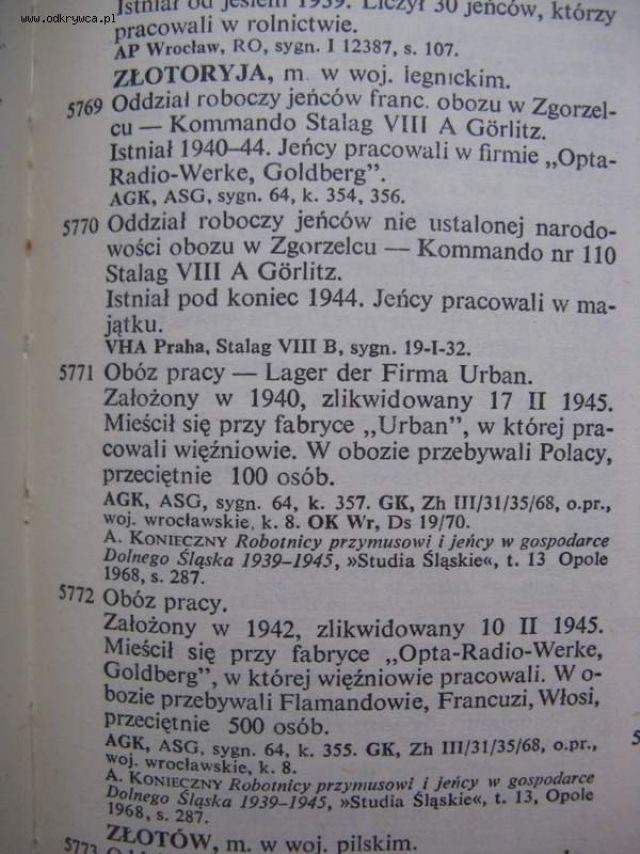 www.odkrywca.pl
Istniał od jesieni 1939. Liczył 30 jeńców, którzy
pracowali w rolnictwie.
AP Wrocław, RO, sygn. I 12387, s. 107.
ZŁOTORYJA, m. w woj. legnickim.
5769 Oddział roboczy jeńców franc. obozu w Zgorzel-
cu — Kommando Stalag VIII A Görlitz.
Istniał 1940–44. Jeńcy pracowali w firmie „Opta-
Radio-Werke, Goldberg”.
AGK, ASG, sygn. 64, k. 354, 356.
5770 Oddział roboczy jeńców nie ustalonej narodo-
wości obozu w Zgorzelcu — Kommando nr 110
Stalag VIII A Görlitz.
Istniał pod koniec 1944. Jeńcy pracowali w ma-
jątku.
VHA Praha, Stalag VIII B, sygn. 19-I-32.
5771 Obóz pracy — Lager der Firma Urban.
Założony w 1940, zlikwidowany 17 II 1945.
Mieścił się przy fabryce „Urban”, w której pra-
cowali więźniowie. W obozie przebywali Polacy,
przeciętnie 100 osób.
AGK, ASG, sygn. 64, k. 357. GK, Zh III/31/35/68, o.pr.,
woj. wrocławskie, k. 8. OK Wr, Ds 19/70.
A. KONIECZNY Robotnicy przymusowi i jeńcy w gospodarce
Dolnego Śląska 1939–1945, »Studia Śląskie«, t. 13 Opole
1968, s. 287.
5772 Obóz pracy.
Założony w 1942, zlikwidowany 10 II 1945.
Mieścił się przy fabryce „Opta-Radio-Werke,
Goldberg”, w której więźniowie pracowali. W o-
bozie przebywali Flamandowie, Francuzi, Włosi,
przeciętnie 500 osób.
AGK, ASG, sygn. 64, k. 355. GK, Zh III/31/35/68, o.pr.,
woj. wrocławskie, k. 8.
A. KONIECZNY Robotnicy przymusowi i jeńcy w gospodarce
Dolnego Śląska 1939–1945, »Studia Śląskie«, t. 13, Opole
1968, s. 287.
ZŁOTÓW, m. w woj. pilskim.
5773